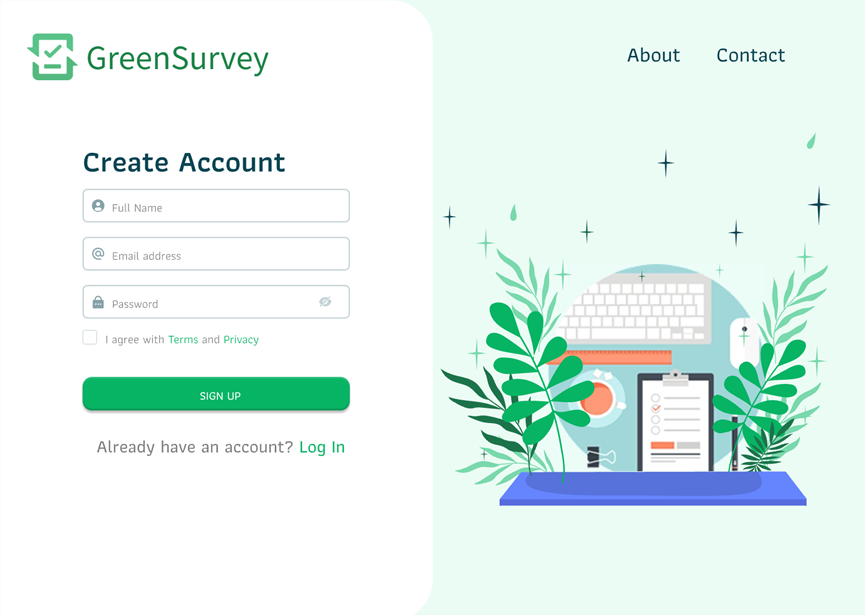 GreenSurvey
About Contact
Create Account
Full Name
Email address
Password
I agree with Terms and Privacy
SIGN UP
Already have an account? Log In